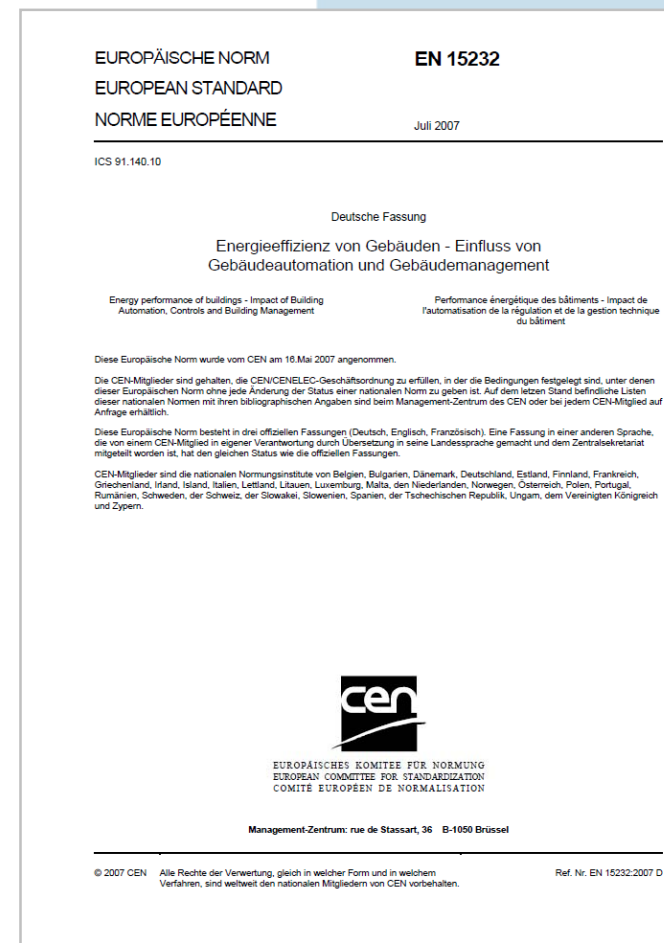 EUROPÄISCHE NORM
EN 15232
EUROPEAN STANDARD
NORME EUROPÉENNE
Juli 2007
ICS 91.140.10
Deutsche Fassung
Energieeffizienz von Gebäuden - Einfluss von
Gebäudeautomation und Gebäudemanagement
Energy performance of buildings - Impact of Building
Automation, Controls and Building Management
Performance énergétique des bâtiments - Impact de
l'automatisation de la régulation et de la gestion technique
du bâtiment
Diese Europäische Norm wurde vom CEN am 16.Mai 2007 angenommen.
Die CEN-Mitglieder sind gehalten, die CEN/CENELEC-Geschäftsordnung zu erfüllen, in der die Bedingungen festgelegt sind, unter denen
dieser Europäischen Norm ohne jede Änderung der Status einer nationalen Norm zu geben ist. Auf dem letzen Stand befindliche Listen
dieser nationalen Normen mit ihren bibliographischen Angaben sind beim Management-Zentrum des CEN oder bei jedem CEN-Mitglied auf
Anfrage erhältlich.
Diese Europäische Norm besteht in drei offiziellen Fassungen (Deutsch, Englisch, Französisch). Eine Fassung in einer anderen Sprache,
die von einem CEN-Mitglied in eigener Verantwortung durch Übersetzung in seine Landessprache gemacht und dem Zentralsekretariat
mitgeteilt worden ist, hat den gleichen Status wie die offiziellen Fassungen.
CEN-Mitglieder sind die nationalen Normungsinstitute von Belgien, Bulgarien, Dänemark, Deutschland, Estland, Finnland, Frankreich,
Griechenland, Irland, Island, Italien, Lettland, Litauen, Luxemburg, Malta, den Niederlanden, Norwegen, Österreich, Polen, Portugal,
Rumänien, Schweden, der Schweiz, der Slowakei, Slowenien, Spanien, der Tschechischen Republik, Ungarn, dem Vereinigten Königreich
und Zypern.
cen
EUROPÄISCHES KOMITEE FÜR NORMUNG
EUROPEAN COMMITTEE FOR STANDARDIZATION
COMITÉ EUROPÉEN DE NORMALISATION
Management-Zentrum: rue de Stassart, 36 B-1050 Brüssel
© 2007 CEN Alle Rechte der Verwertung, gleich in welcher Form und in welchem
Verfahren, sind weltweit den nationalen Mitgliedern von CEN vorbehalten.
Ref. Nr. EN 15232:2007 D